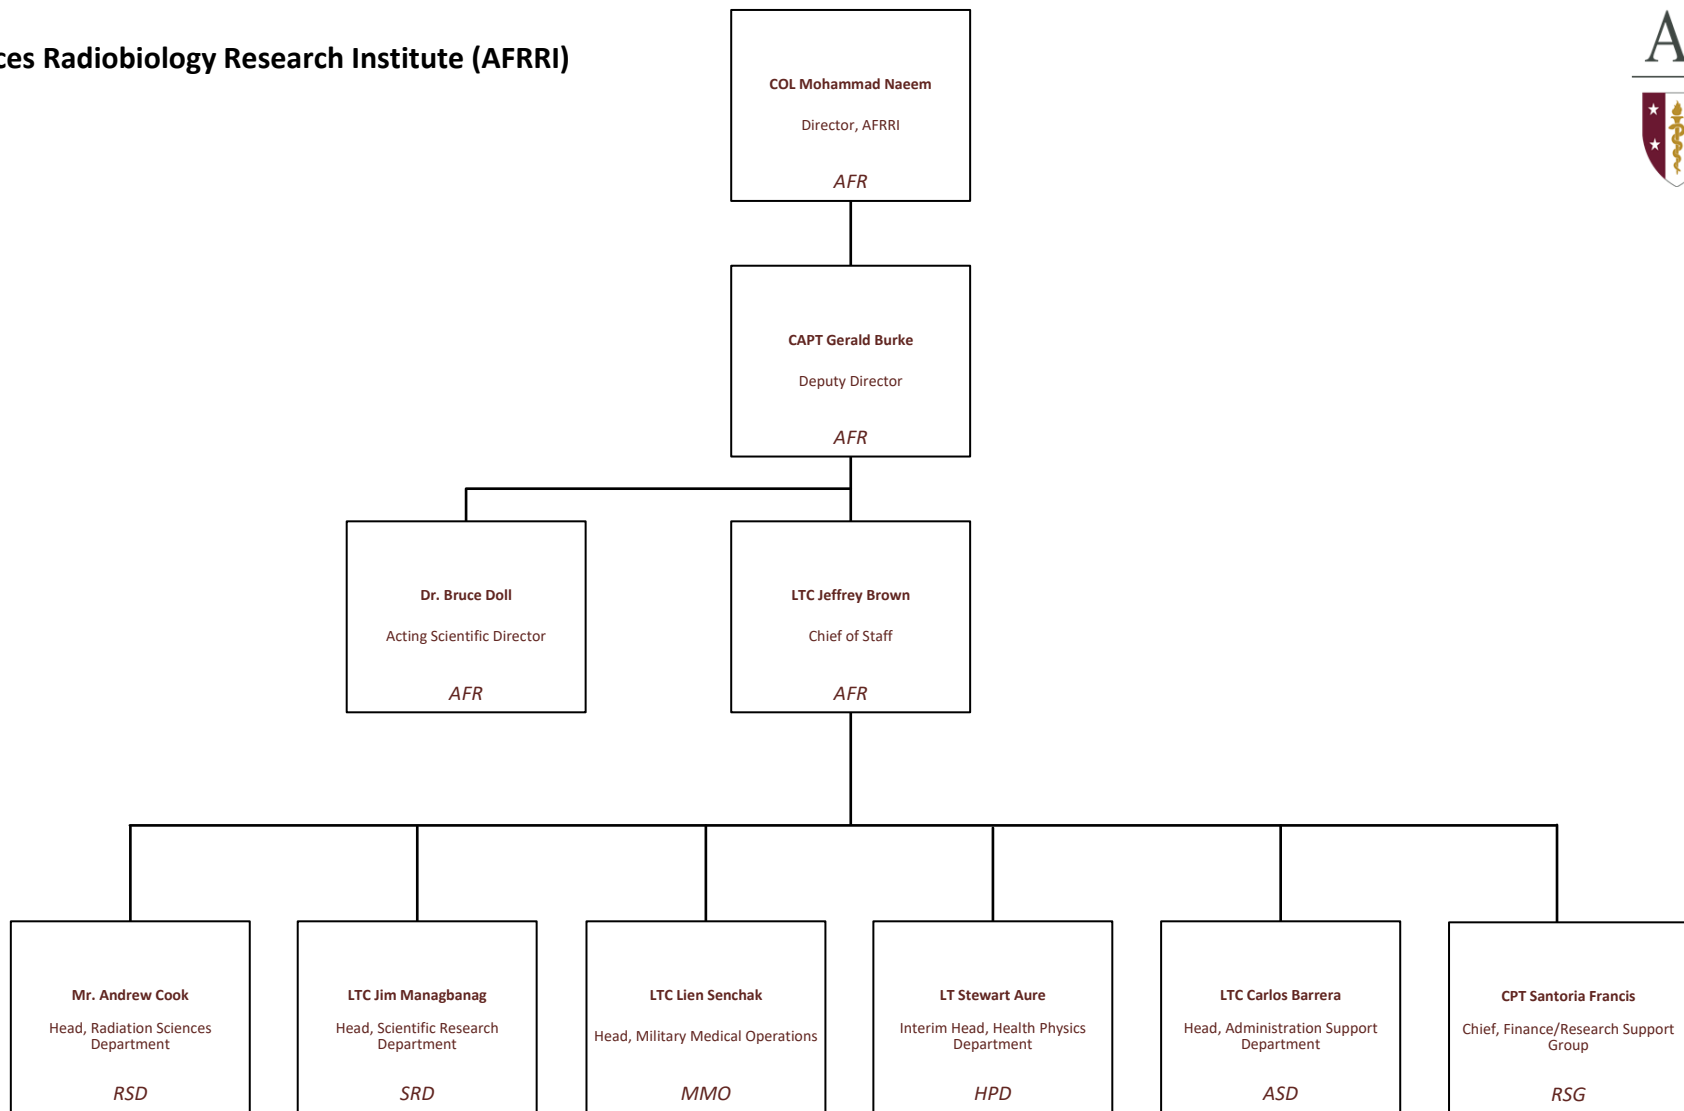 ces Radiobiology Research Institute (AFRRI)
A
COL Mohammad Naeem
Director, AFRRI
AFR
CAPT Gerald Burke
Deputy Director
AFR
Dr. Bruce Doll
Acting Scientific Director
AFR
LTC Jeffrey Brown
Chief of Staff
AFR
Mr. Andrew Cook
Head, Radiation Sciences
Department
RSD
LTC Jim Managbanag
Head, Scientific Research
Department
SRD
LTC Lien Senchak
Head, Military Medical Operations
MMO
LT Stewart Aure
Interim Head, Health Physics
Department
HPD
LTC Carlos Barrera
Head, Administration Support
Department
ASD
CPT Santoria Francis
Chief, Finance/Research Support
Group
RSG